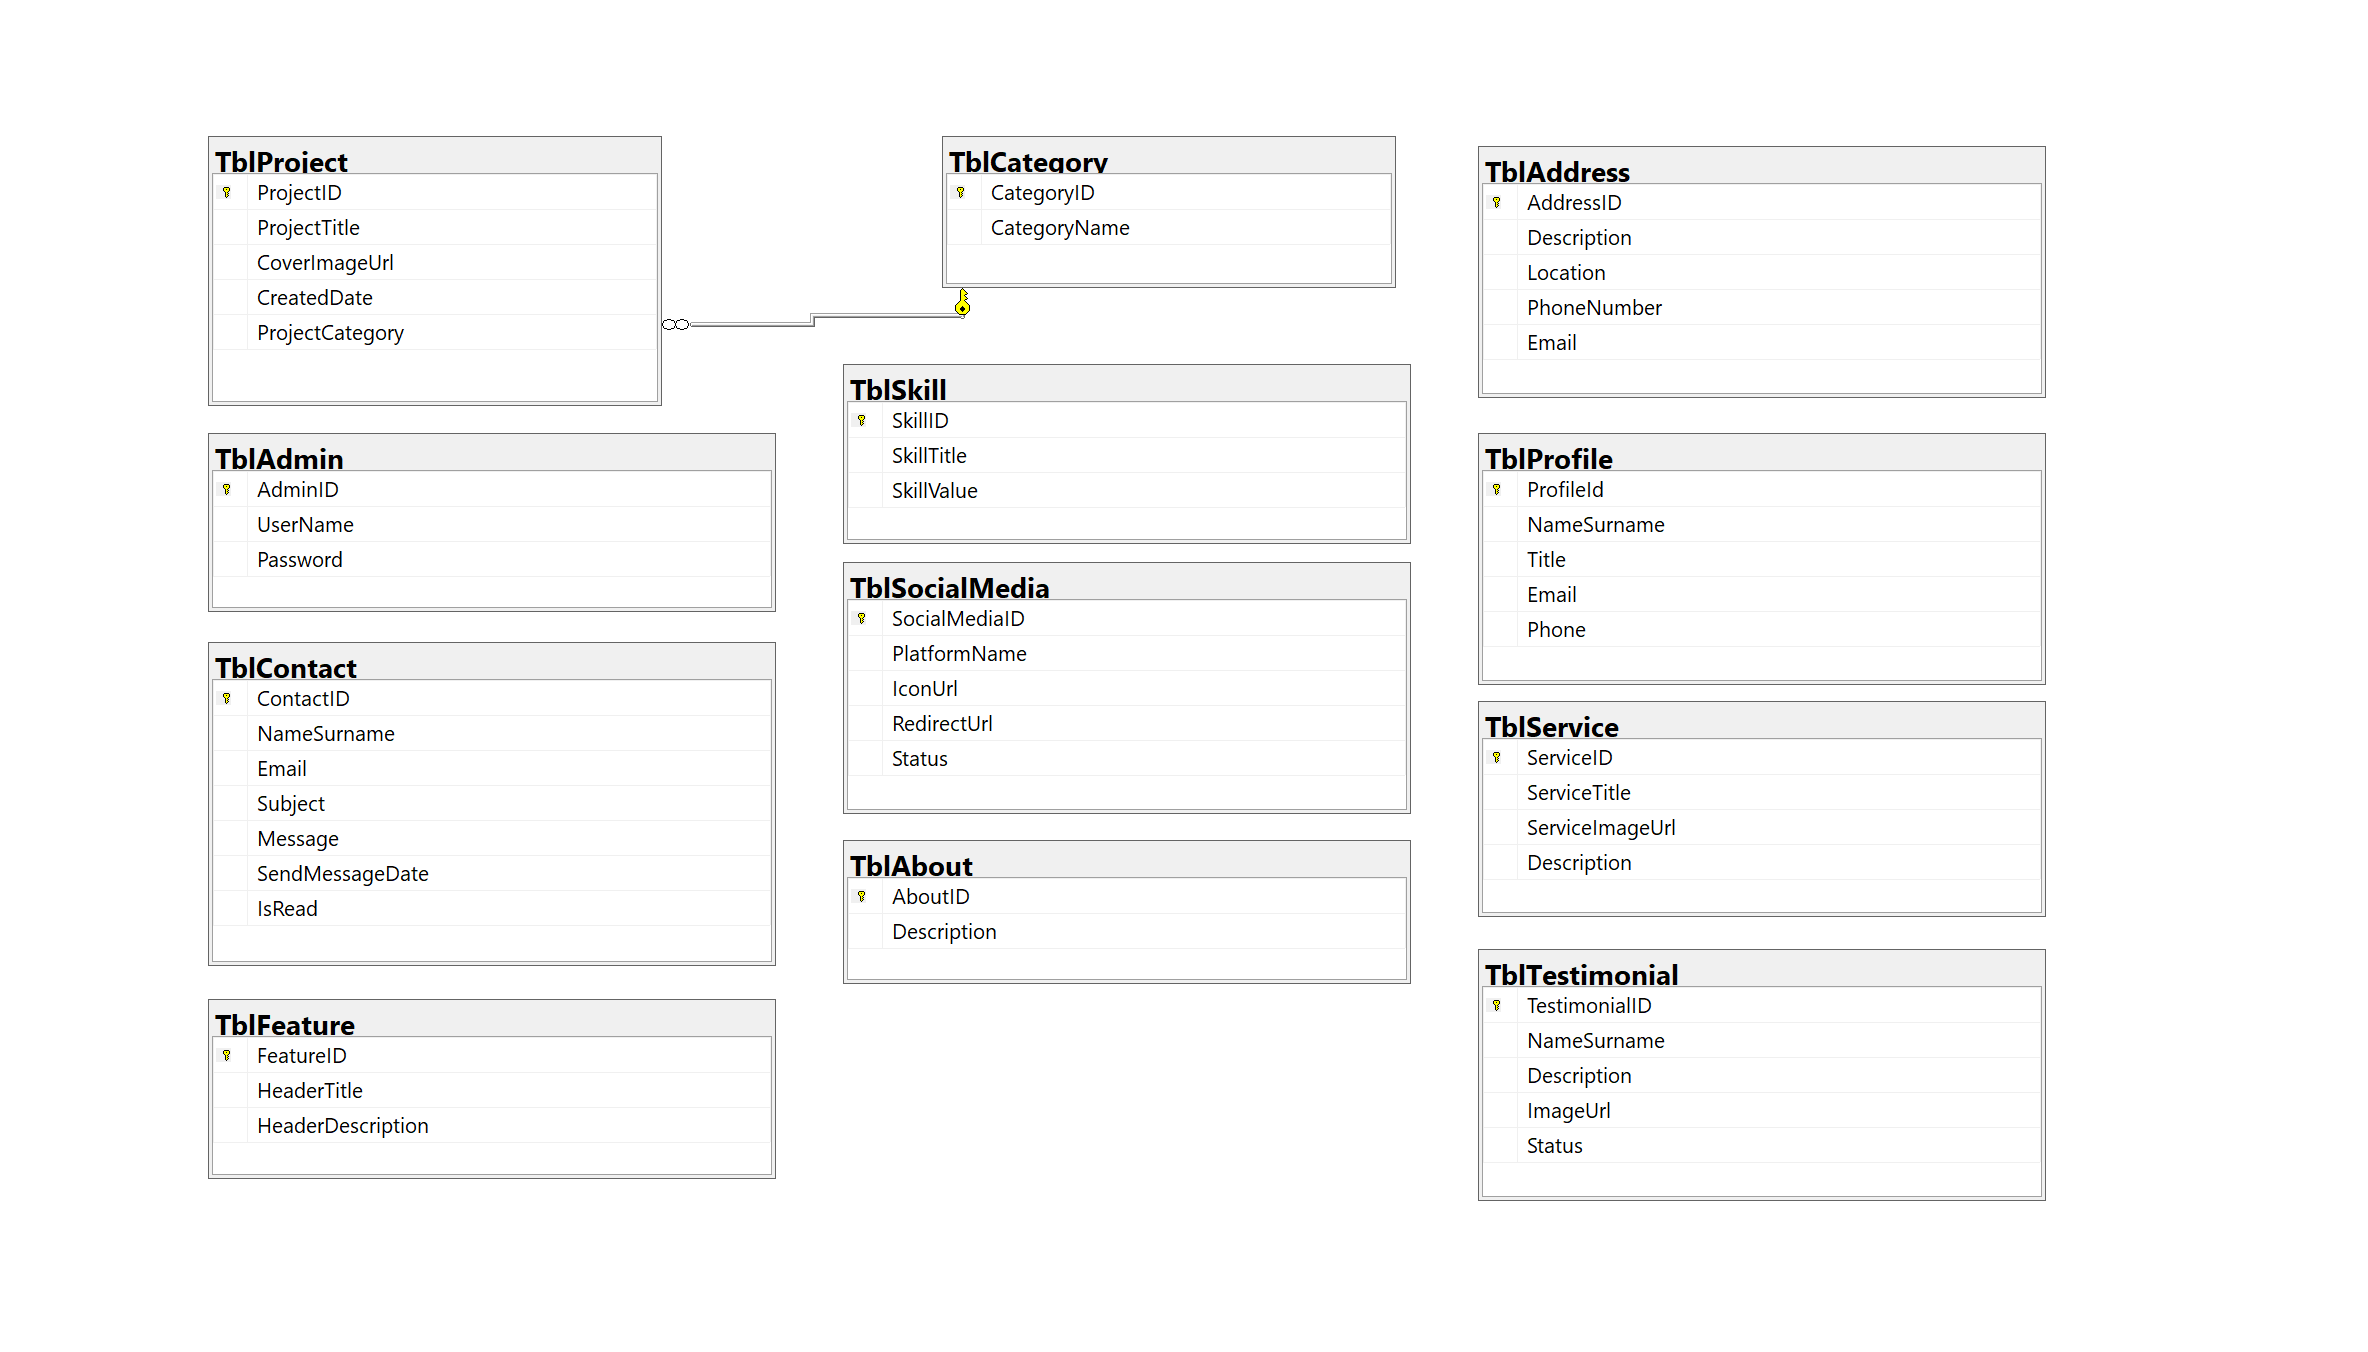 TblProject
ProjectID
ProjectTitle
CoverImageUrl
CreatedDate
ProjectCategory
TblCategory
CategoryID
CategoryName
TblAddress
AddressID
Description
Location
PhoneNumber
Email
TblAdmin
AdminID
UserName
Password
TblSkill
SkillID
SkillTitle
SkillValue
TblProfile
ProfileId
NameSurname
Title
Email
Phone
TblContact
ContactID
NameSurname
Email
Subject
Message
SendMessageDate
IsRead
TblSocialMedia
SocialMediaID
PlatformName
IconUrl
RedirectUrl
Status
TblService
ServiceID
ServiceTitle
ServiceImageUrl
Description
TblAbout
AboutID
Description
TblFeature
FeatureID
HeaderTitle
HeaderDescription
TblTestimonial
TestimonialID
NameSurname
Description
ImageUrl
Status